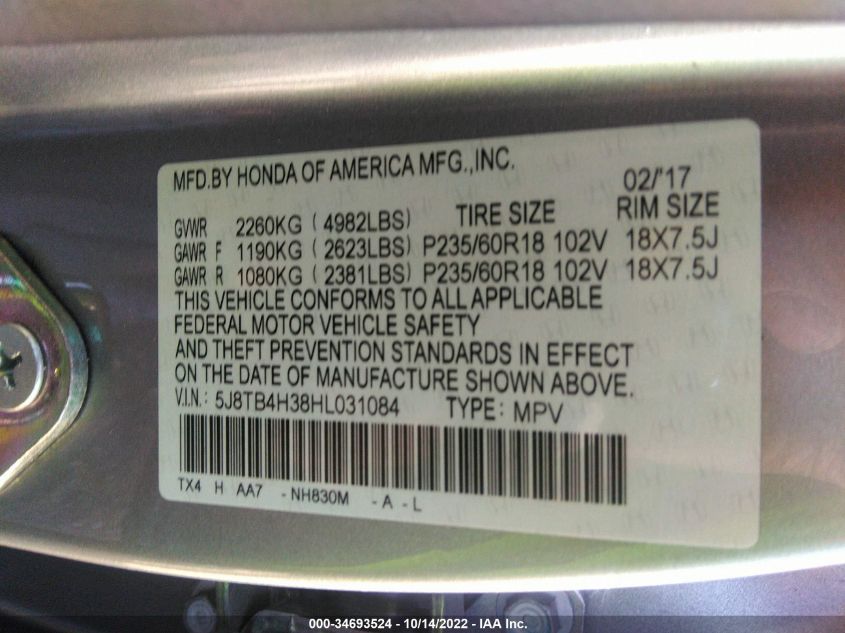 MFD.BY HONDA OF AMERICA MFG.,INC.
02/'17
GVWR 2260KG (4982LBS) TIRE SIZE RIM SIZE
GAWR F 1190KG (2623LBS) P235/60R18 102V 18X7.5J
GAWR R 1080KG (2381LBS) P235/60R18 102V 18X7.5J
THIS VEHICLE CONFORMS TO ALL APPLICABLE
FEDERAL MOTOR VEHICLE SAFETY
AND THEFT PREVENTION STANDARDS IN EFFECT
ON THE DATE OF MANUFACTURE SHOWN ABOVE.
V.I.N.: 5J8TB4H38HL031084 TYPE: MPV
TX4 H AA7 -NH830M -A-L
000-34693524 - 10/14/2022 - IAA Inc.